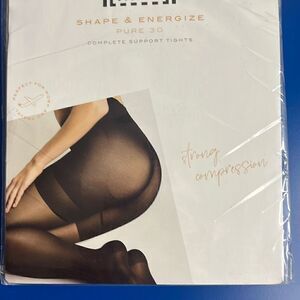 SHAPE & ENERGIZE
PURE 30
COMPLETE SUPPORT TIGHTS
strong
compression